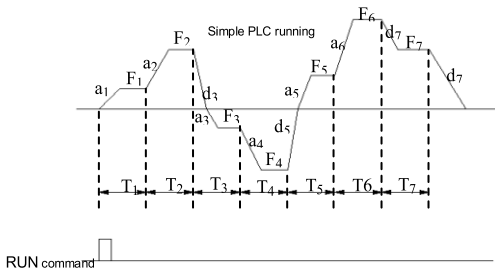 Simple PLC running
a1 F1 a2 F2 d3 a3 F3 a4 F4 d5 a5 F5 a6 F6 d7 F7 d7
T1 T2 T3 T4 T5 T6 T7
RUN command